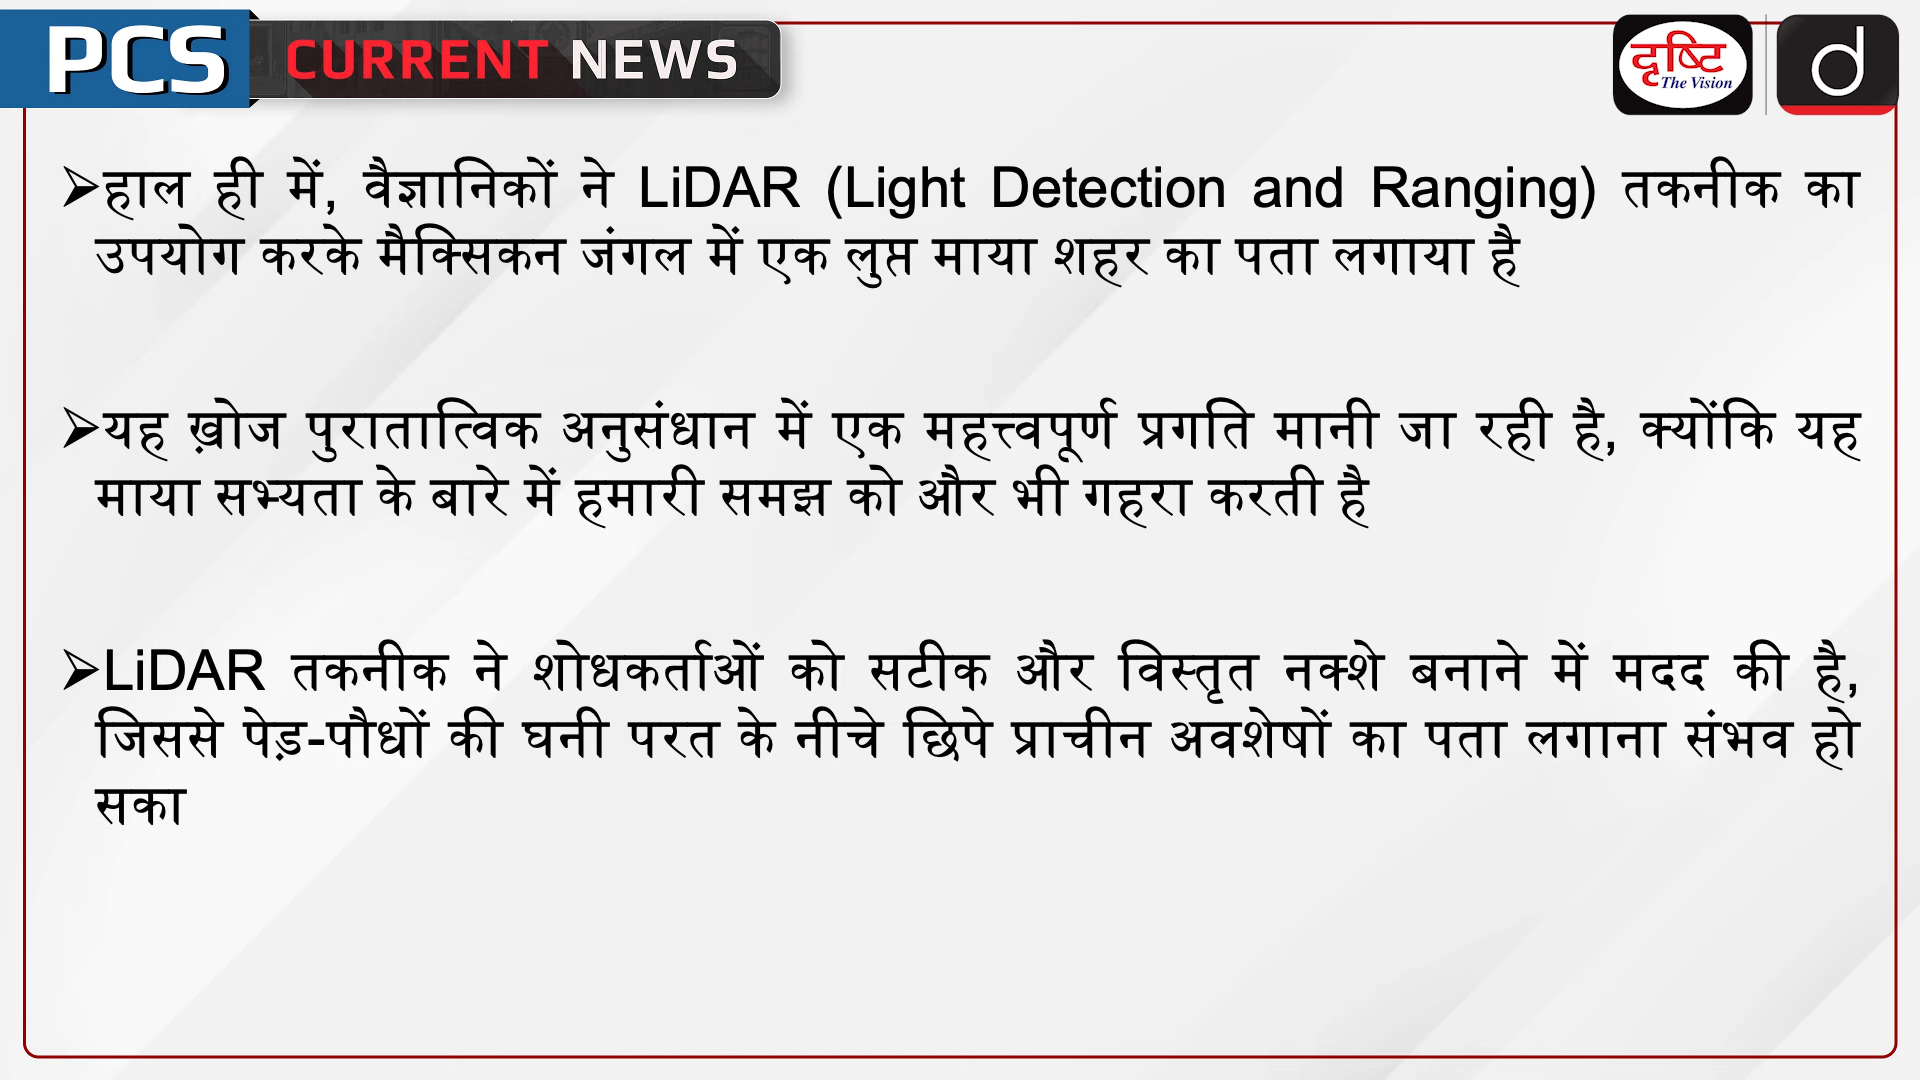 PCS CURRENT NEWS
दृष्टि
The Vision
d
➢हाल ही में, वैज्ञानिकों ने LiDAR (Light Detection and Ranging) तकनीक का
उपयोग करके मैक्सिकन जंगल में एक लुप्त माया शहर का पता लगाया है
➢यह ख़ोज पुरातात्विक अनुसंधान में एक महत्त्वपूर्ण प्रगति मानी जा रही है, क्योंकि यह
माया सभ्यता के बारे में हमारी समझ को और भी गहरा करती है
➢LiDAR तकनीक ने शोधकर्ताओं को सटीक और विस्तृत नक्शे बनाने में मदद की है,
जिससे पेड़-पौधों की घनी परत के नीचे छिपे प्राचीन अवशेषों का पता लगाना संभव हो
सका